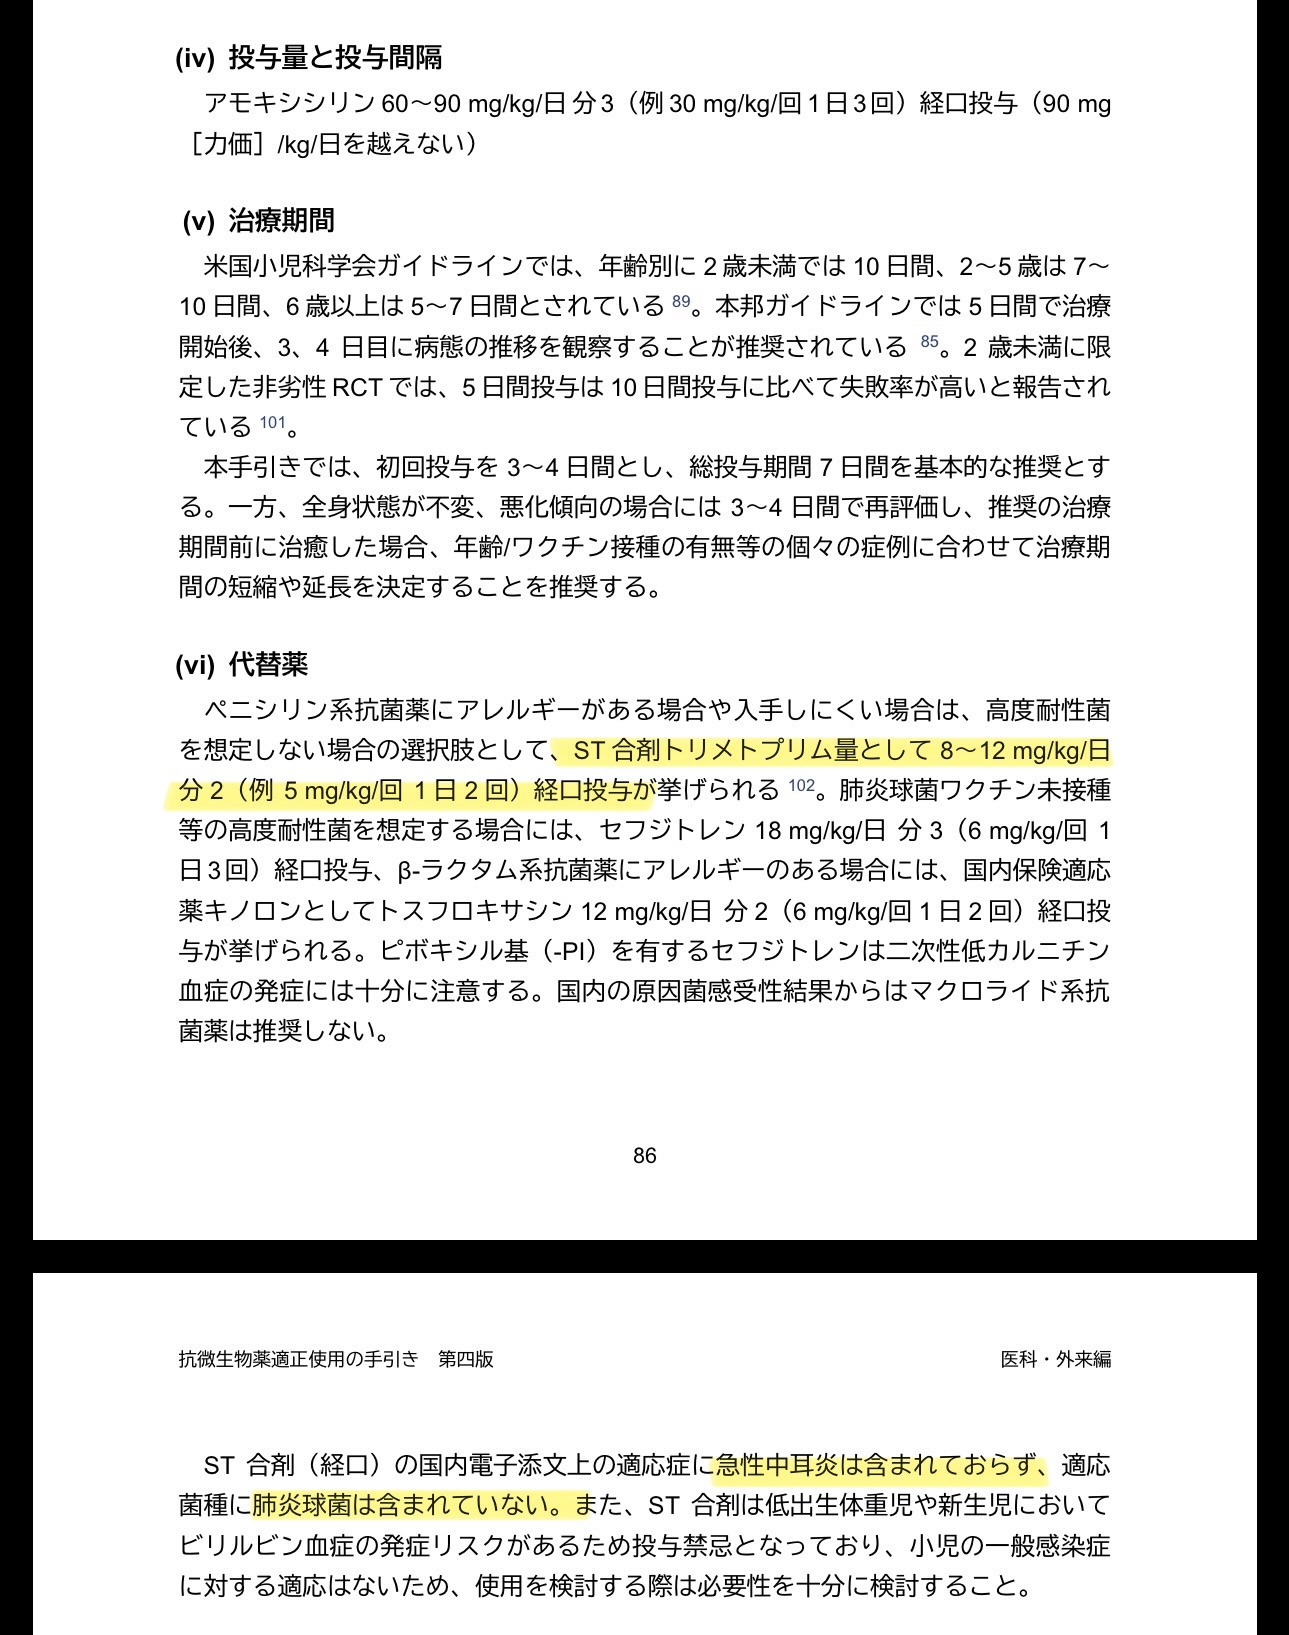 (iv) 投与量と投与間隔
アモキシシリン 60～90 mg/kg/日 分 3（例 30 mg/kg/回 1 日 3 回）経口投与（90 mg
［力価］/kg/日を越えない）
(v) 治療期間
米国小児科学会ガイドラインでは、年齢別に 2 歳未満では 10 日間、2～5 歳は 7～
10 日間、6 歳以上は 5～7 日間とされている 89。本邦ガイドラインでは 5 日間で治療
開始後、3、4 日目に病態の推移を観察することが推奨されている 85。2 歳未満に限
定した非劣性 RCT では、5 日間投与は 10 日間投与に比べて失敗率が高いと報告され
ている 101。
本手引きでは、初回投与を 3～4 日間とし、総投与期間 7 日間を基本的な推奨とす
る。一方、全身状態が不変、悪化傾向の場合には 3～4 日間で再評価し、推奨の治療
期間前に治癒した場合、年齢/ワクチン接種の有無等の個々の症例に合わせて治療期
間の短縮や延長を決定することを推奨する。
(vi) 代替薬
ペニシリン系抗菌薬にアレルギーがある場合や入手しにくい場合は、高度耐性菌
を想定しない場合の選択肢として、ST 合剤トリメトプリム量として 8～12 mg/kg/日
分 2（例 5 mg/kg/回 1 日 2 回）経口投与が挙げられる 102。肺炎球菌ワクチン未接種
等の高度耐性菌を想定する場合には、セフジトレン 18 mg/kg/日 分 3（6 mg/kg/回 1
日 3 回）経口投与、β-ラクタム系抗菌薬にアレルギーのある場合には、国内保険適応
薬キノロンとしてトスフロキサシン 12 mg/kg/日 分 2（6 mg/kg/回 1 日 2 回）経口投
与が挙げられる。ピボキシル基（-PI）を有するセフジトレンは二次性低カルニチン
血症の発症には十分に注意する。国内の原因菌感受性結果からはマクロライド系抗
菌薬は推奨しない。
86
抗微生物薬適正使用の手引き 第四版
医科・外来編
ST 合剤（経口）の国内電子添文上の適応症に急性中耳炎は含まれておらず、適応
菌種に肺炎球菌は含まれていない。また、ST 合剤は低出生体重児や新生児において
ビリルビン血症の発症リスクがあるため投与禁忌となっており、小児の一般感染症
に対する適応はないため、使用を検討する際は必要性を十分に検討すること。